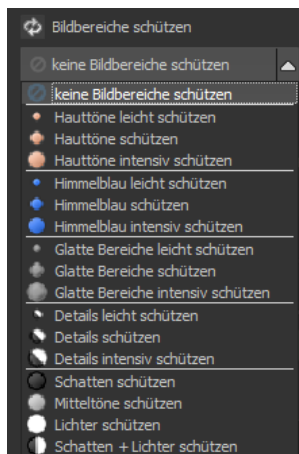 Bildbereiche schützen
keine Bildbereiche schützen
keine Bildbereiche schützen
Hauttöne leicht schützen
Hauttöne schützen
Hauttöne intensiv schützen
Himmelblau leicht schützen
Himmelblau schützen
Himmelblau intensiv schützen
Glatte Bereiche leicht schützen
Glatte Bereiche schützen
Glatte Bereiche intensiv schützen
Details leicht schützen
Details schützen
Details intensiv schützen
Schatten schützen
Mitteltöne schützen
Lichter schützen
Schatten + Lichter schützen